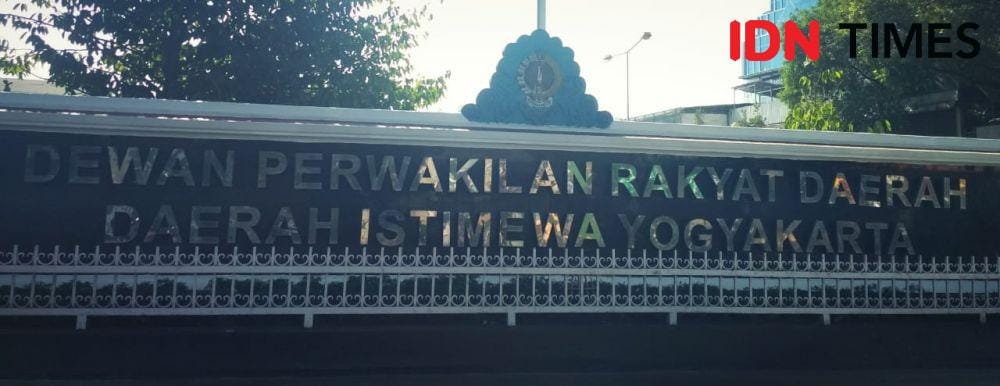 IDN TIMES
DEWAN PERWAKILAN RAKYAT DAERAH
DAERAH ISTIMEWA YOGYAKARTA